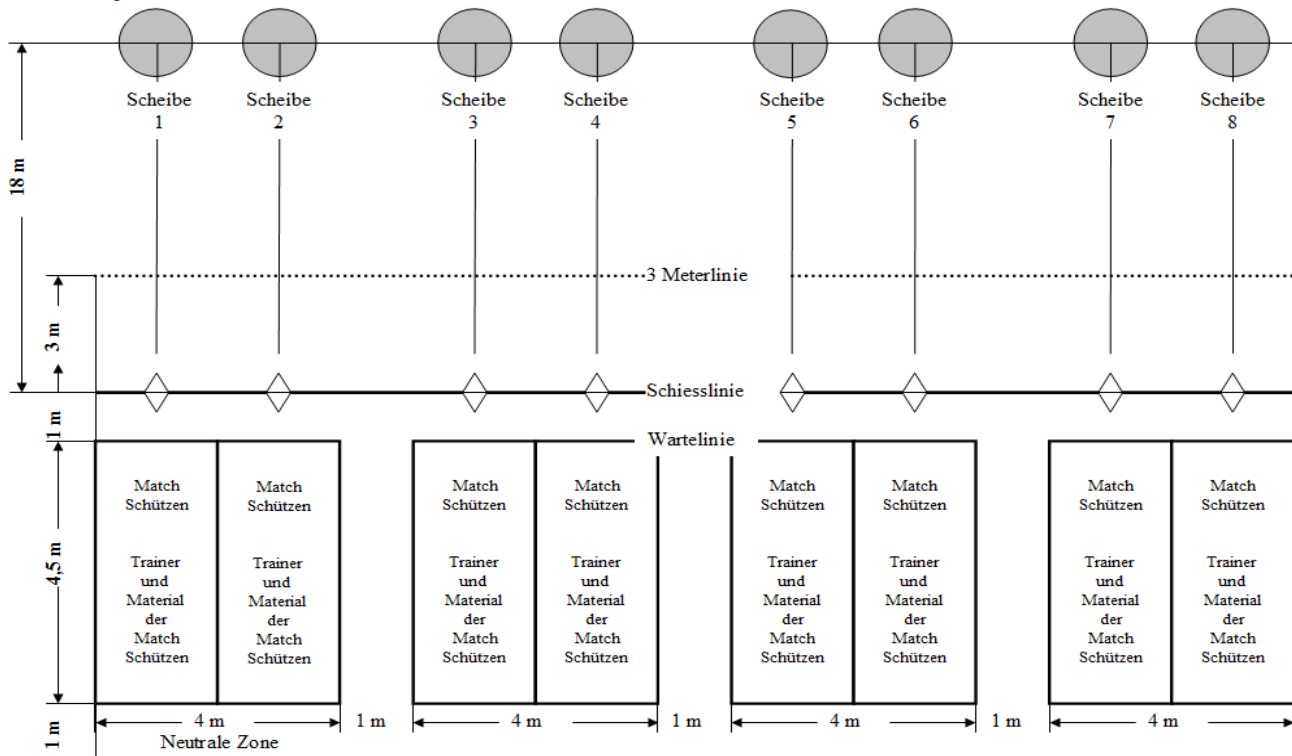 Scheibe
1
Scheibe
2
Scheibe
3
Scheibe
4
Scheibe
5
Scheibe
6
Scheibe
7
Scheibe
8
18 m
3 Meterlinie
3 m
Schiesslinie
1 m
Wartelinie
4,5 m
Match
Schützen
Trainer
und
Material
der
Match
Schützen
Match
Schützen
Trainer
und
Material
der
Match
Schützen
Match
Schützen
Trainer
und
Material
der
Match
Schützen
Match
Schützen
Trainer
und
Material
der
Match
Schützen
Match
Schützen
Trainer
und
Material
der
Match
Schützen
Match
Schützen
Trainer
und
Material
der
Match
Schützen
Match
Schützen
Trainer
und
Material
der
Match
Schützen
Match
Schützen
Trainer
und
Material
der
Match
Schützen
1 m
4 m
1 m
4 m
1 m
4 m
1 m
4 m
Neutrale Zone